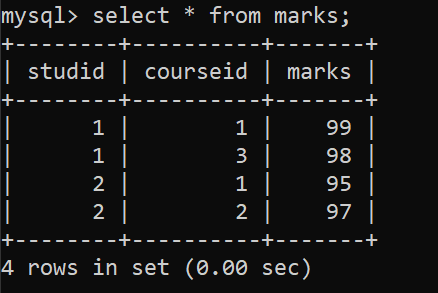 mysql> select * from marks;
+---------+----------+-------+
| studid | courseid | marks |
+---------+----------+-------+
|      1 |        1 |    99 |
|      1 |        3 |    98 |
|      2 |        1 |    95 |
|      2 |        2 |    97 |
+---------+----------+-------+
4 rows in set (0.00 sec)